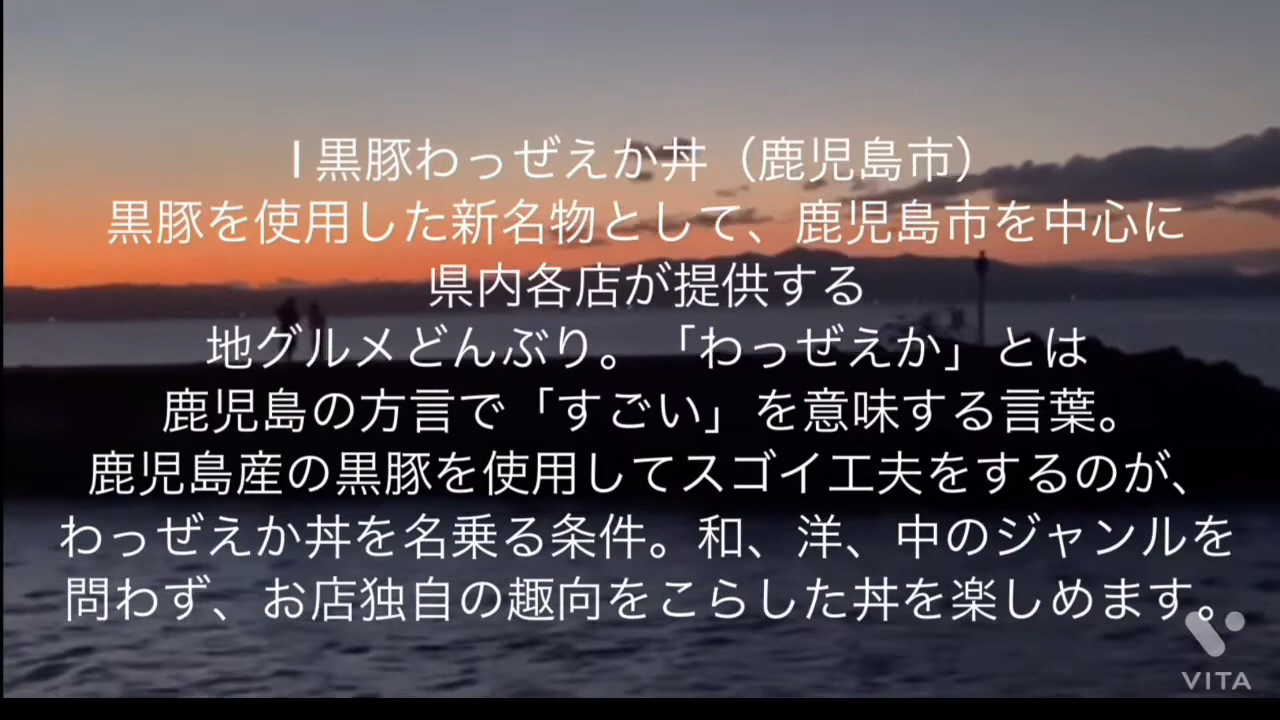 I 黒豚わっぜえか丼（鹿児島市）
黒豚を使用した新名物として、鹿児島市を中心に
県内各店が提供する
地グルメどんぶり。「わっぜえか」とは
鹿児島の方言で「すごい」を意味する言葉。
鹿児島産の黒豚を使用してスゴイ工夫をするのが、
わっぜえか丼を名乗る条件。和、洋、中のジャンルを
問わず、お店独自の趣向をこらした丼を楽しめます。
VITA